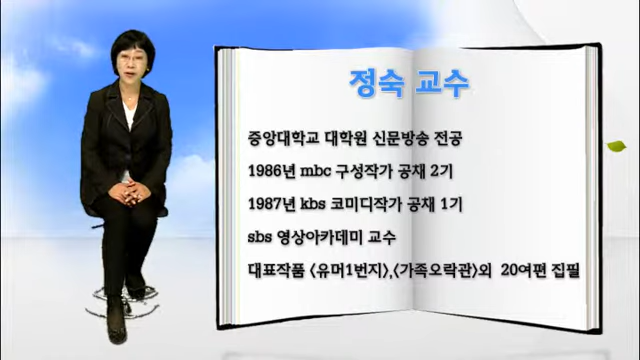 정숙 교수
중앙대학교 대학원 신문방송 전공
1986년 mbc 구성작가 공채 2기
1987년 kbs 코미디작가 공채 1기
sbs 영상아카데미 교수
대표작품 <유머1번지>,<가족오락관>외 20여편 집필